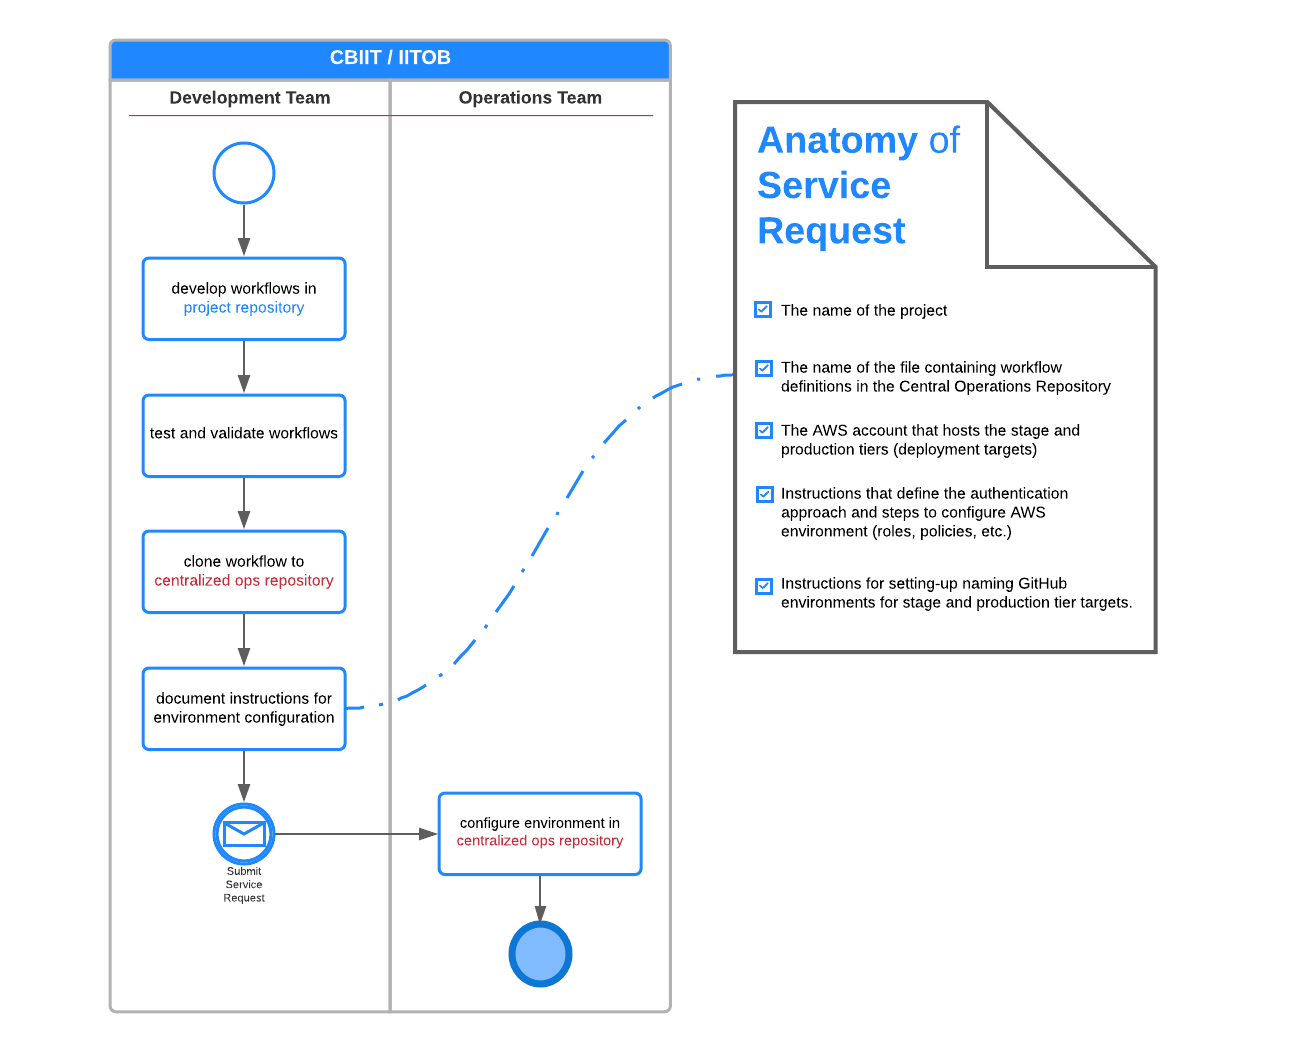 CBIIT / IITOB
Development Team
Operations Team
develop workflows in
project repository
test and validate workflows
clone workflow to
centralized ops repository
document instructions for
environment configuration
Submit
Service
Request
configure environment in
centralized ops repository
Anatomy of
Service
Request
The name of the project
The name of the file containing workflow
definitions in the Central Operations Repository
The AWS account that hosts the stage and
production tiers (deployment targets)
Instructions that define the authentication
approach and steps to configure AWS
environment (roles, policies, etc.)
Instructions for setting-up naming GitHub
environments for stage and production tier targets.